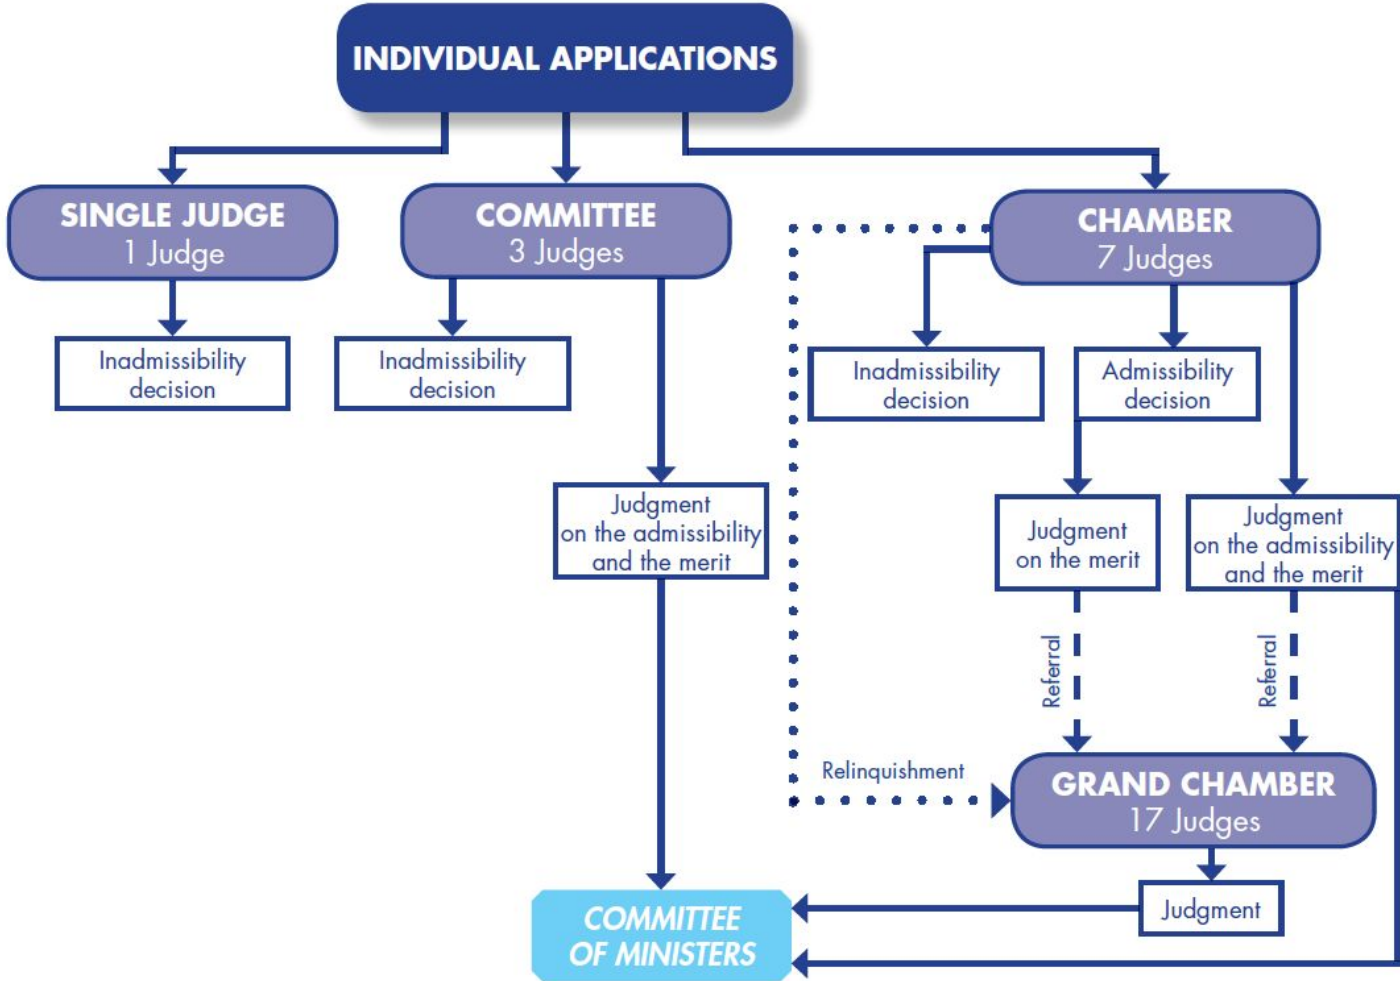 INDIVIDUAL APPLICATIONS
SINGLE JUDGE
1 Judge
COMMITTEE
3 Judges
CHAMBER
7 Judges
Inadmissibility
decision
Inadmissibility
decision
Inadmissibility
decision
Admissibility
decision
Judgment
on the admissibility
and the merit
Judgment
on the merit
Judgment
on the admissibility
and the merit
Referral
Referral
Relinquishment
GRAND CHAMBER
17 Judges
Judgment
COMMITTEE
OF MINISTERS